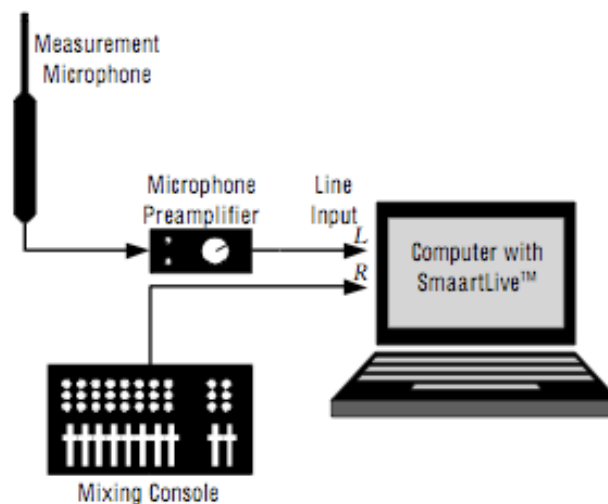 Measurement
Microphone
Microphone
Preamplifier
Line
Input
L
R
Computer with
SmaartLive™
Mixing Console